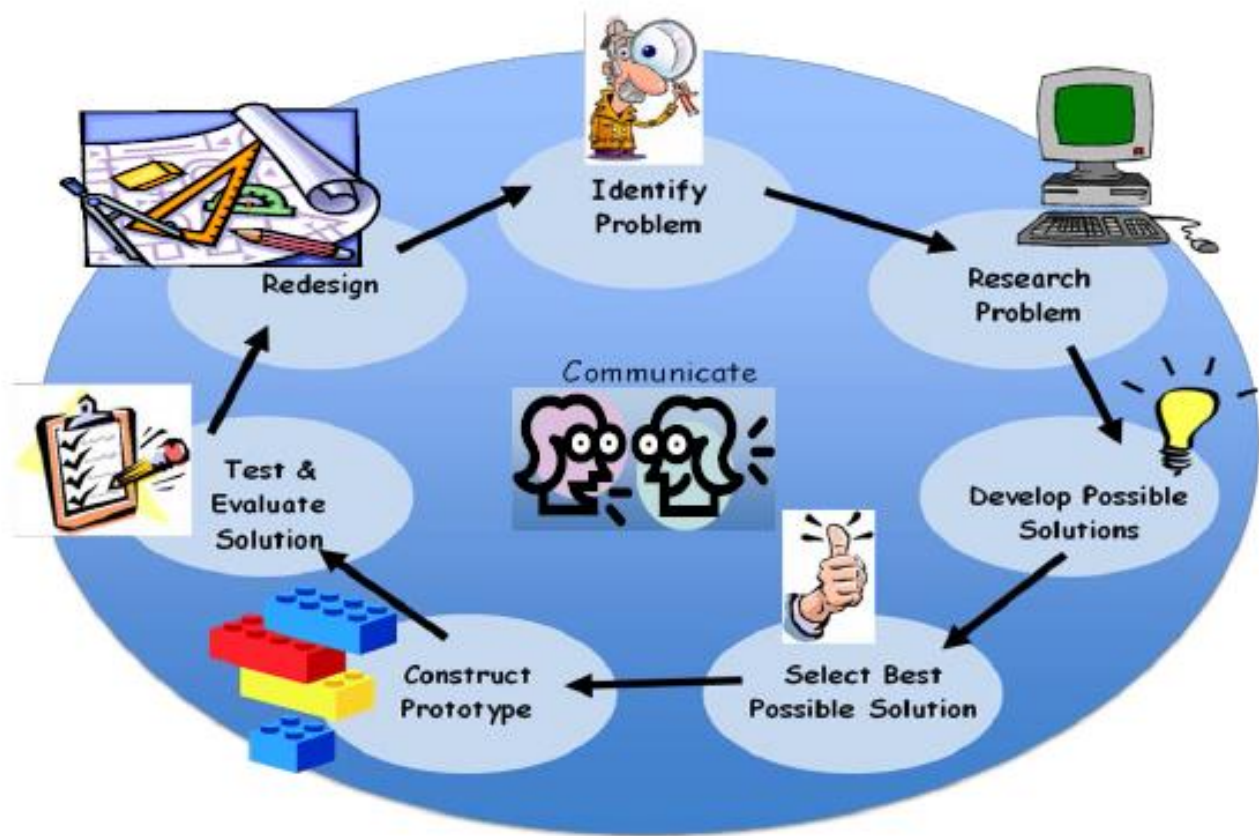 Identify
Problem
Research
Problem
Develop Possible
Solutions
Select Best
Possible Solution
Construct
Prototype
Test &
Evaluate
Solution
Redesign
Communicate